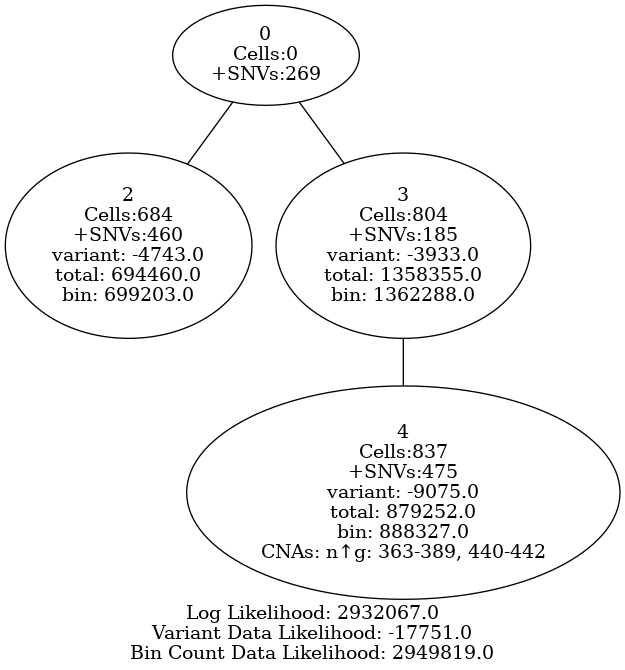 0
Cells:0
+SNVs:269
2
Cells:684
+SNVs:460
variant: -4743.0
total: 694460.0
bin: 699203.0
3
Cells:804
+SNVs:185
variant: -3933.0
total: 1358355.0
bin: 1362288.0
4
Cells:837
+SNVs:475
variant: -9075.0
total: 879252.0
bin: 888327.0
CNAs: n↑g: 363-389, 440-442
Log Likelihood: 2932067.0
Variant Data Likelihood: -17751.0
Bin Count Data Likelihood: 2949819.0